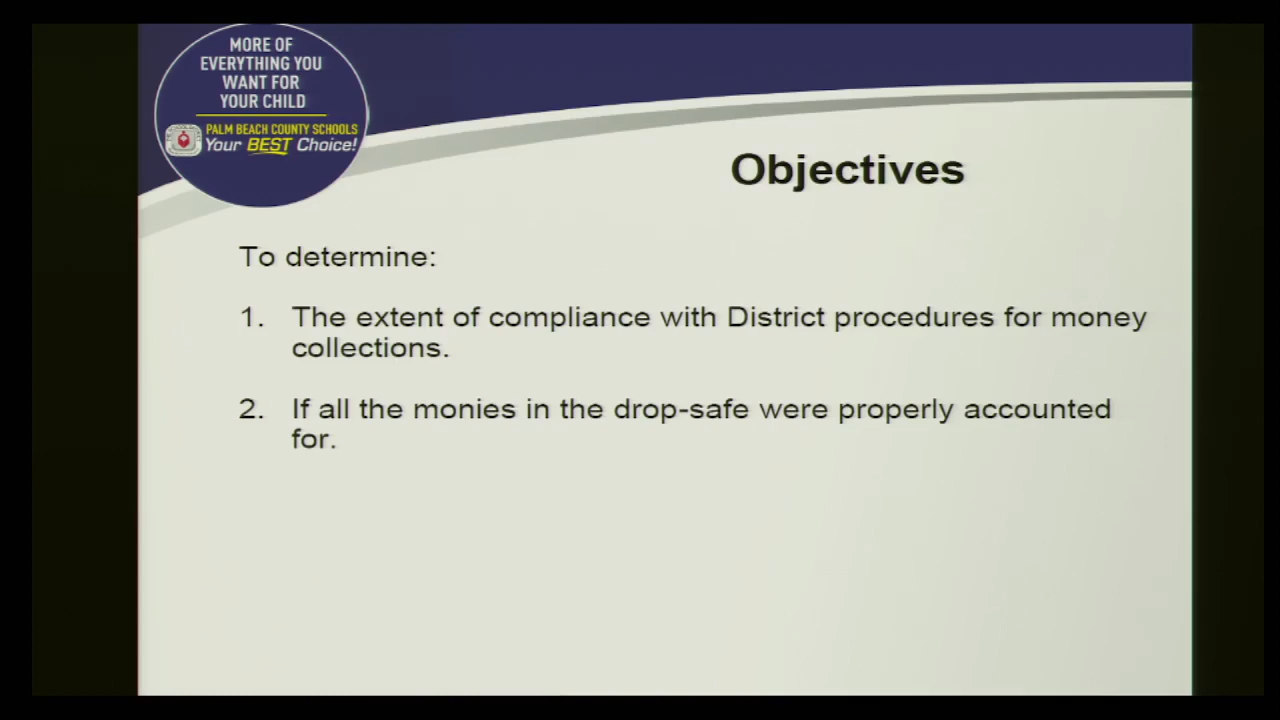 MORE OF
EVERYTHING YOU
WANT FOR
YOUR CHILD
PALM BEACH COUNTY SCHOOLS
Your BEST Choice!
Objectives
To determine:
1. The extent of compliance with District procedures for money
collections.
2. If all the monies in the drop-safe were properly accounted
for.